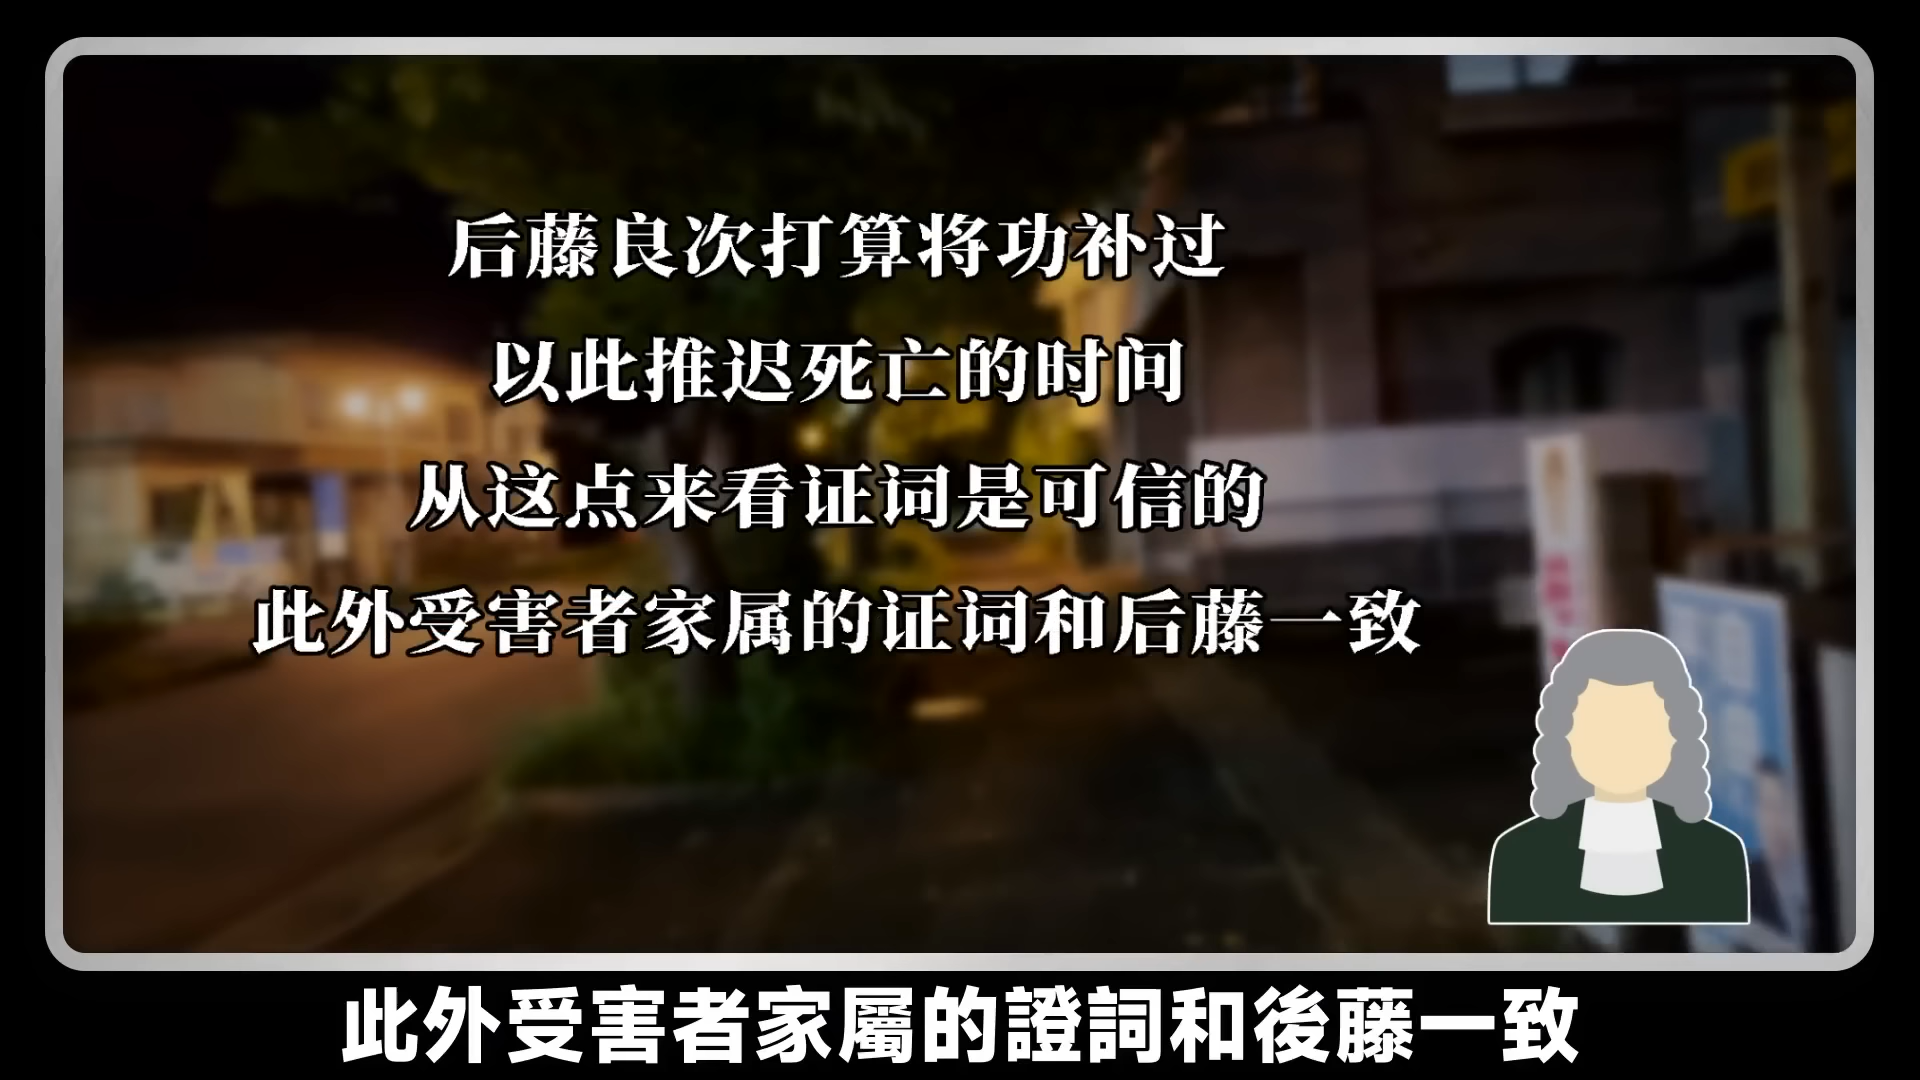 后藤良次打算将功补过
以此推迟死亡的时间
从这点来看证词是可信的
此外受害者家属的证词和后藤一致
此外受害者家屬的證詞和後藤一致